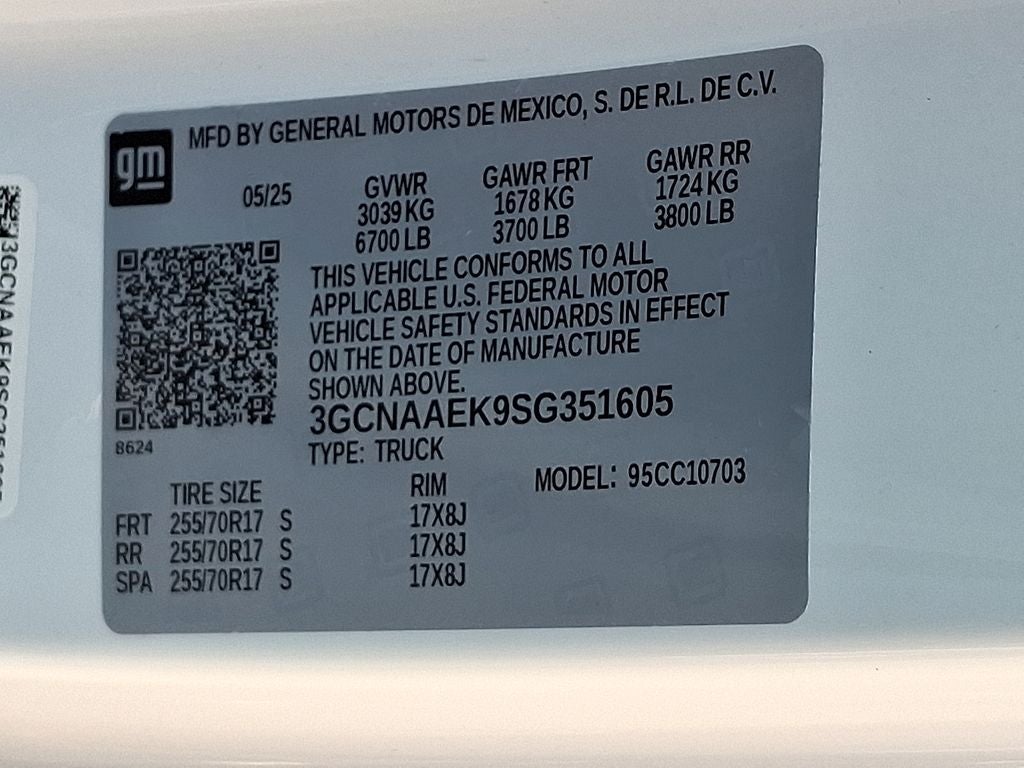 gm
MFD BY GENERAL MOTORS DE MEXICO, S. DE R.L. DE C.V.
05/25
GVWR
3039 KG
6700 LB
GAWR FRT
1678 KG
3700 LB
GAWR RR
1724 KG
3800 LB
THIS VEHICLE CONFORMS TO ALL
APPLICABLE U.S. FEDERAL MOTOR
VEHICLE SAFETY STANDARDS IN EFFECT
ON THE DATE OF MANUFACTURE
SHOWN ABOVE.
3GCNAAEK9SG351605
TYPE: TRUCK
8624
MODEL: 95CC10703
TIRE SIZE RIM
FRT 255/70R17 S 17X8J
RR 255/70R17 S 17X8J
SPA 255/70R17 S 17X8J